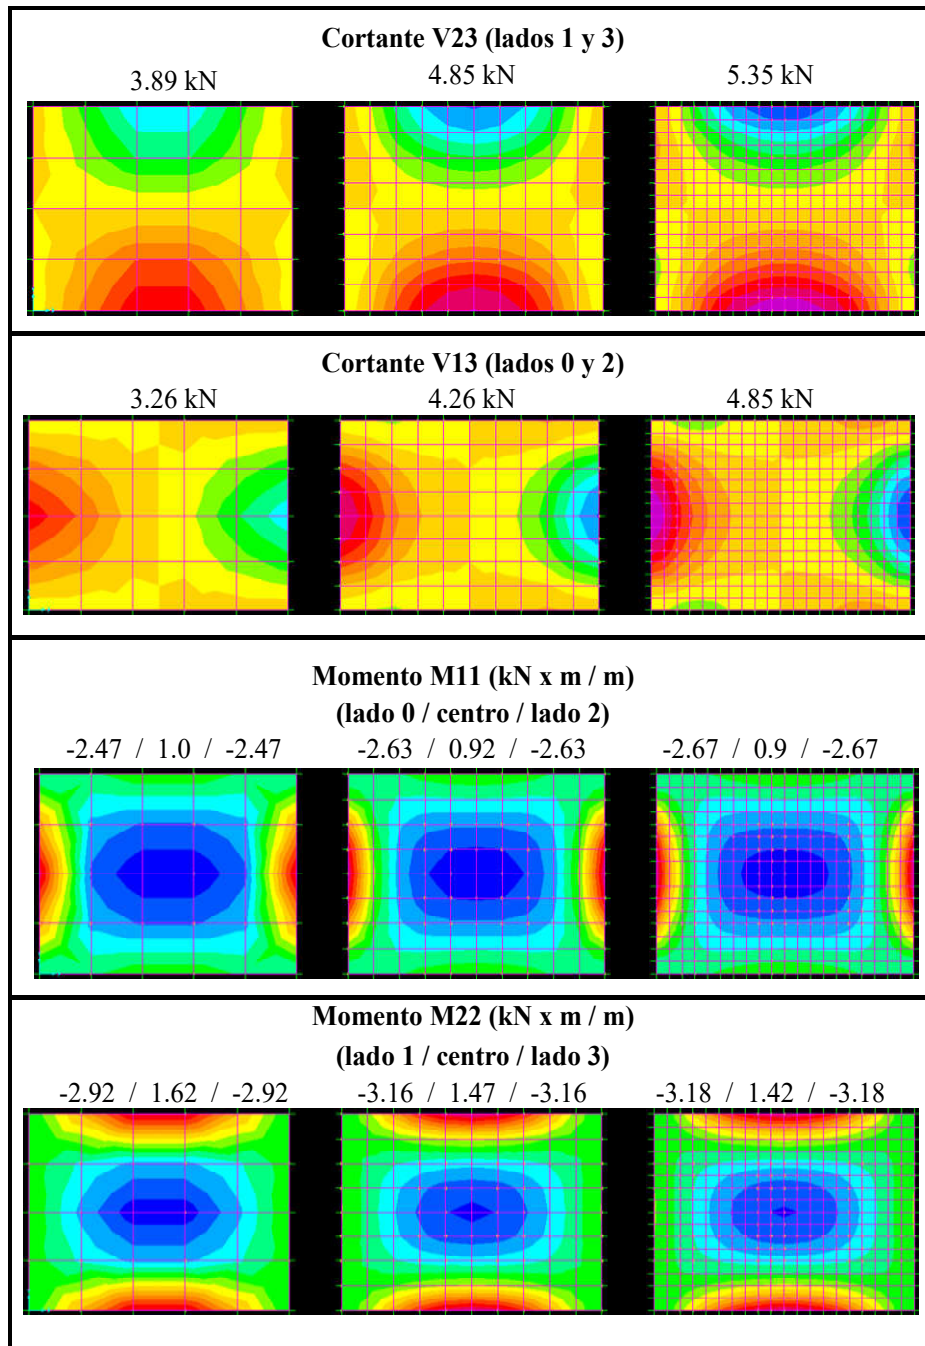 Cortante V23 (lados 1 y 3)
3.89 kN 4.85 kN 5.35 kN
Cortante V13 (lados 0 y 2)
3.26 kN 4.26 kN 4.85 kN
Momento M11 (kN x m / m)
(lado 0 / centro / lado 2)
-2.47 / 1.0 / -2.47 -2.63 / 0.92 / -2.63 -2.67 / 0.9 / -2.67
Momento M22 (kN x m / m)
(lado 1 / centro / lado 3)
-2.92 / 1.62 / -2.92 -3.16 / 1.47 / -3.16 -3.18 / 1.42 / -3.18